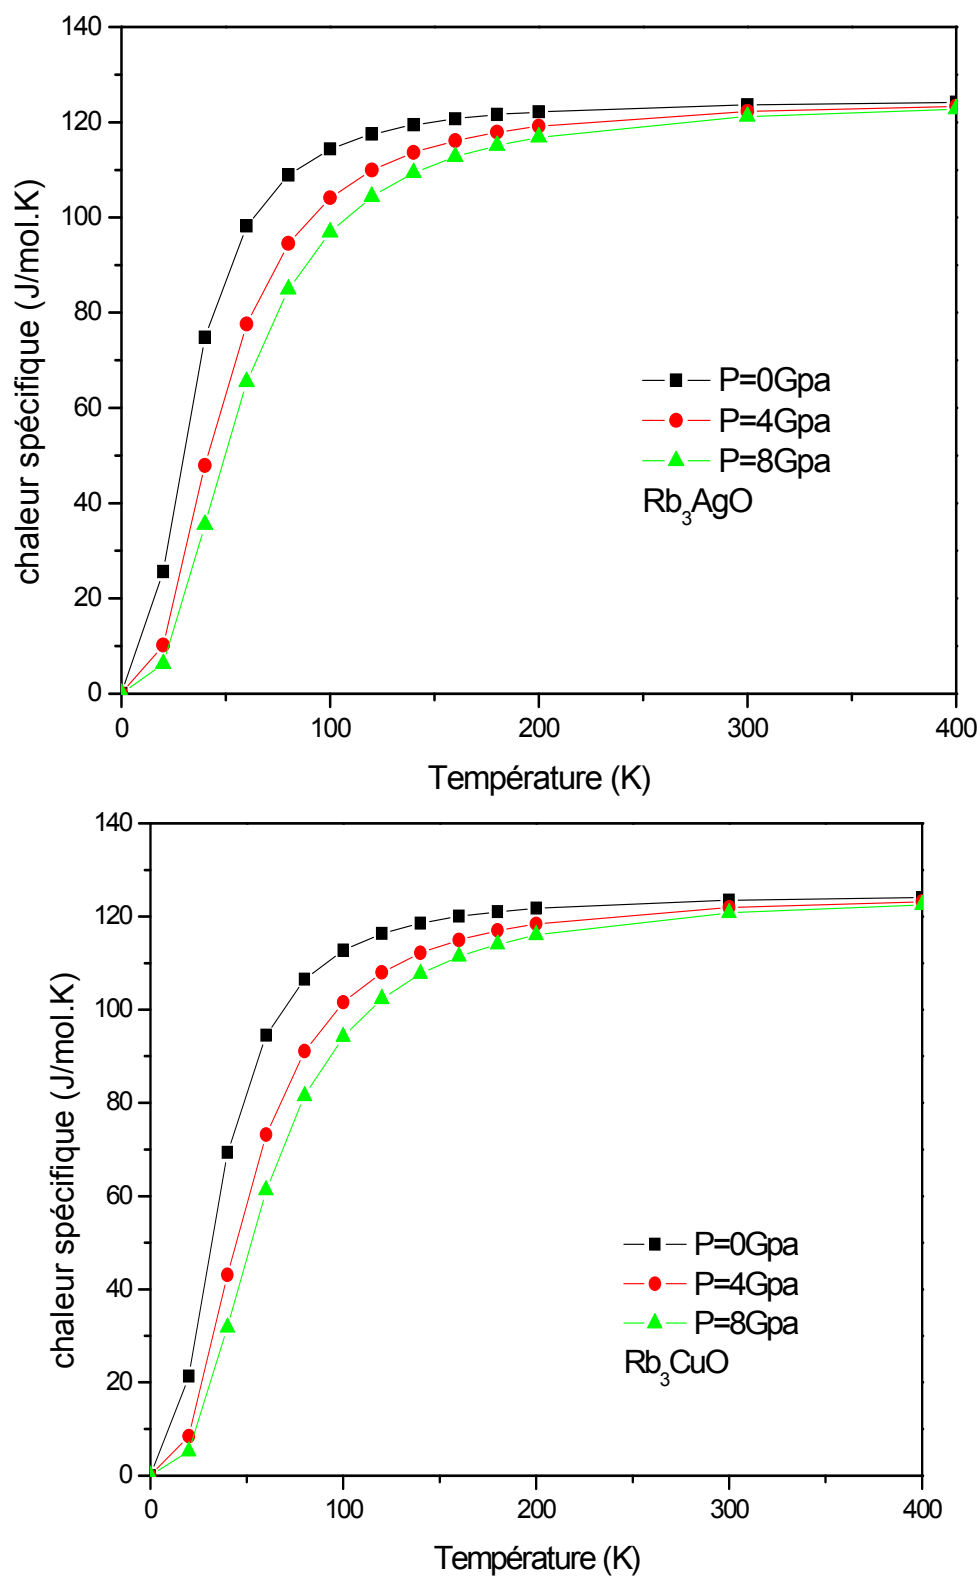 140
120
100
80
60
40
20
0
chaleur spécifique (J/mol.K)
P=0Gpa
P=4Gpa
P=8Gpa
Rb₃AgO
0 100 200 300 400
Température (K)
140
120
100
80
60
40
20
0
chaleur spécifique (J/mol.K)
P=0Gpa
P=4Gpa
P=8Gpa
Rb₃CuO
0 100 200 300 400
Température (K)